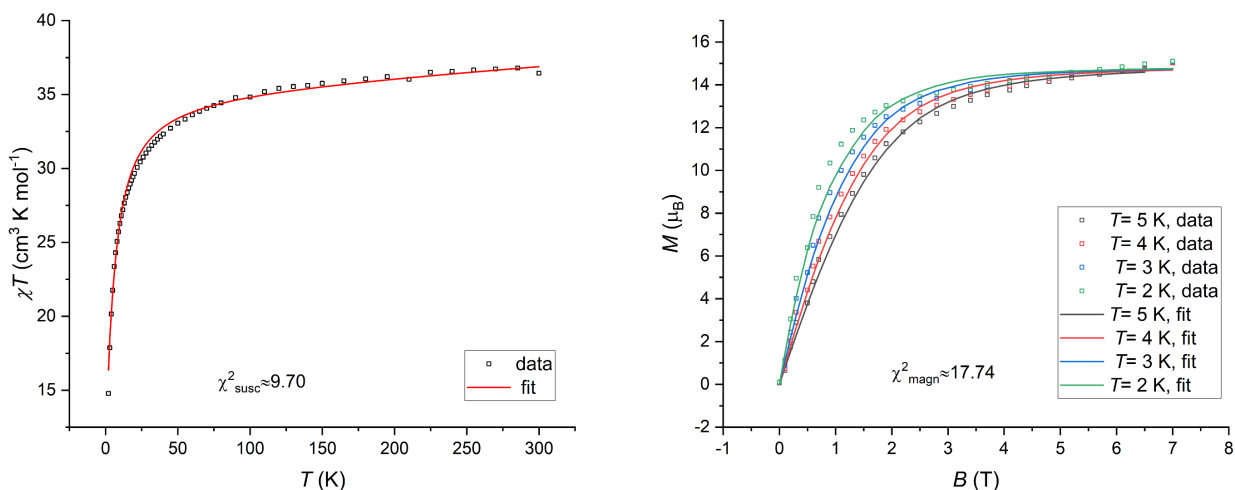 40
35
30
25
20
15
0 50 100 150 200 250 300
χT (cm³ K mol⁻¹)
T (K)
χ²susc≈9.70
data
fit
16
14
12
10
8
6
4
2
0
-2
-1 0 1 2 3 4 5 6 7 8
M (μB)
B (T)
χ²magn≈17.74
T= 5 K, data
T= 4 K, data
T= 3 K, data
T= 2 K, data
T= 5 K, fit
T= 4 K, fit
T= 3 K, fit
T= 2 K, fit